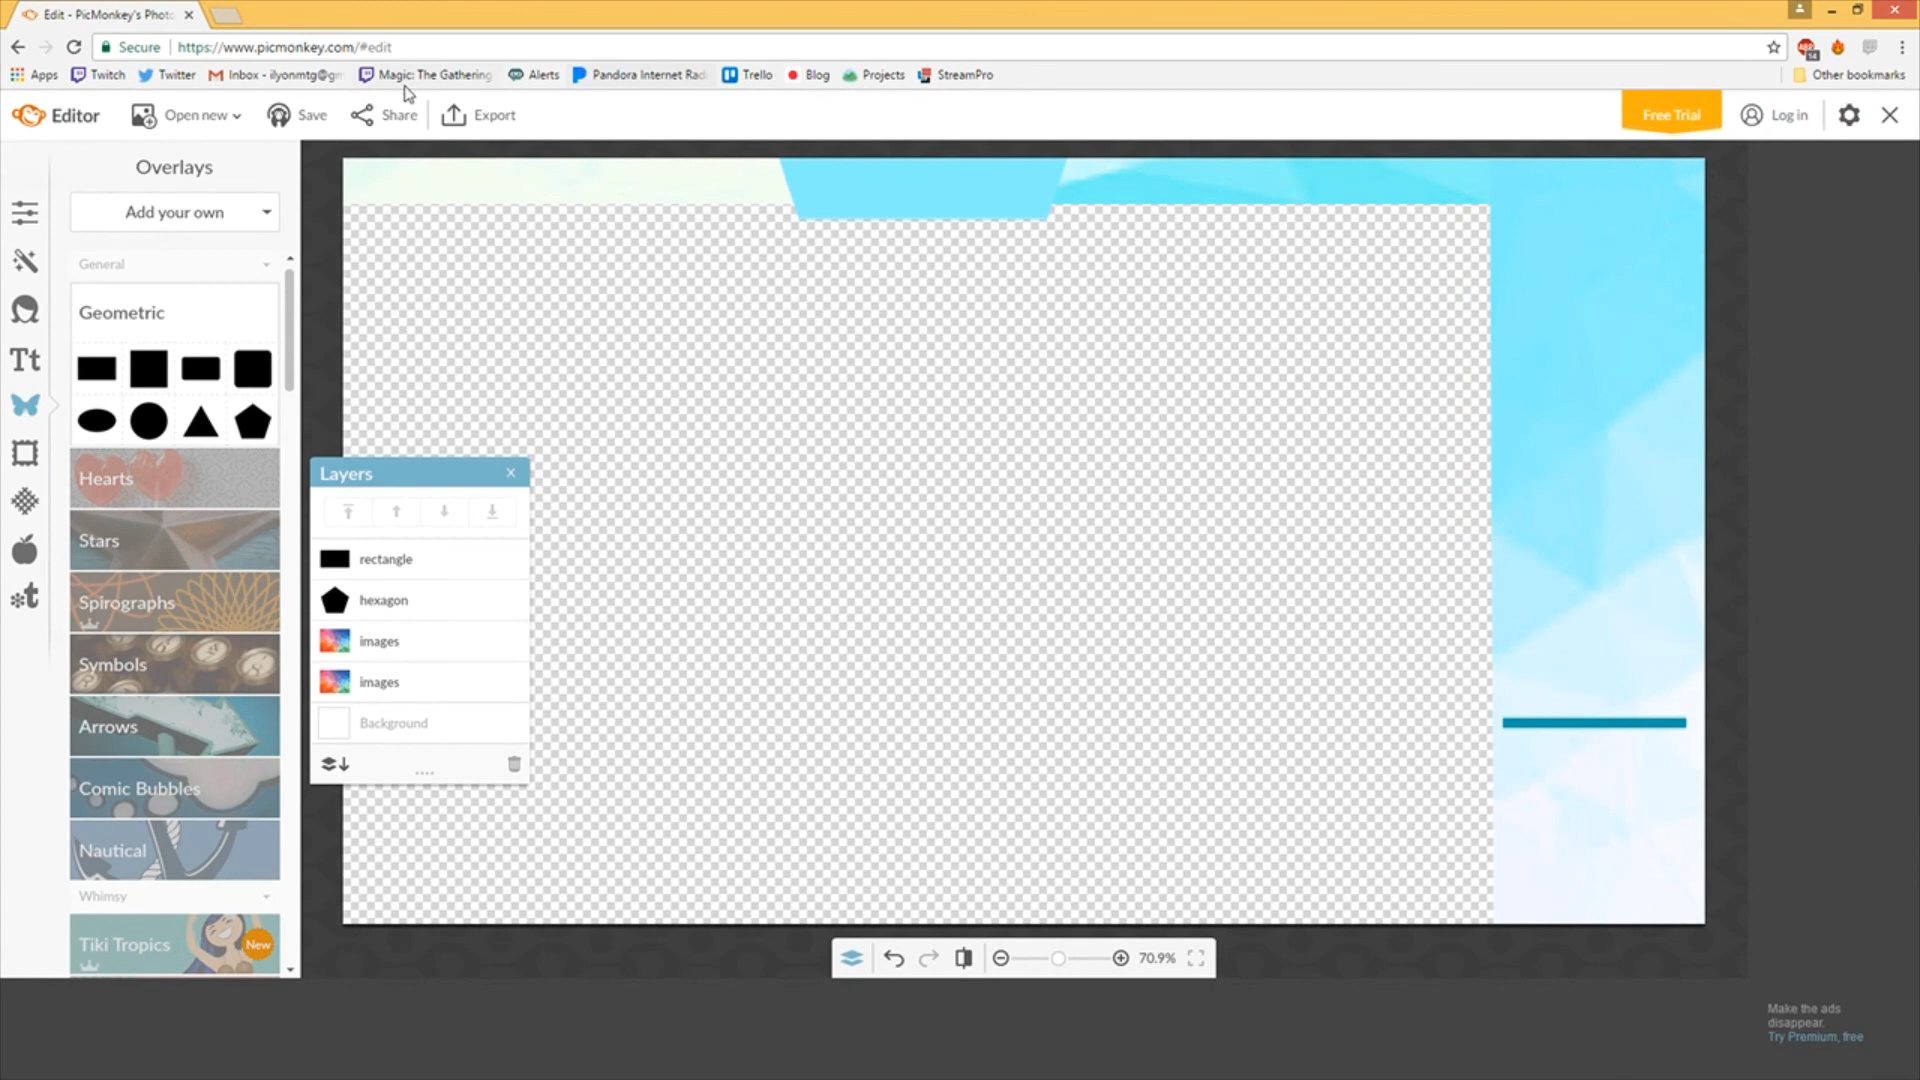 Edit - PicMonkey's Photo
Secure
https://www.picmonkey.com/#edit
Apps
Twitch
Twitter
Inbox - ilyonmtg@gm
Magic: The Gathering
Alerts
Pandora Internet Rad
Trello
Blog
Projects
StreamPro
Other bookmarks
14
Editor
Open new
Save
Share
Export
Free Trial
Log in
Overlays
Add your own
General
Geometric
Hearts
Stars
Spirographs
Symbols
Arrows
Comic Bubbles
Nautical
Whimsy
Tiki Tropics
New
Tt
t
Layers
rectangle
hexagon
images
images
Background
70.9%
Make the ads
disappear.
Try Premium, free